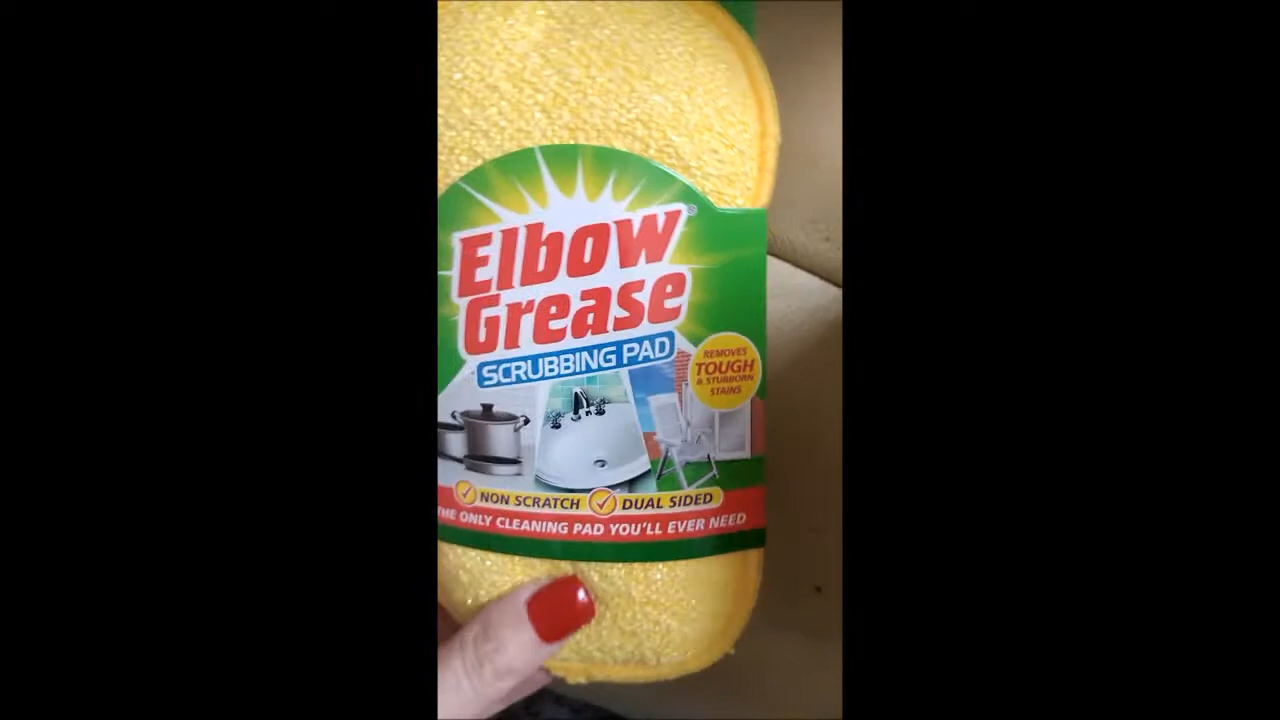 Elbow
Grease®
SCRUBBING PAD
REMOVES
TOUGH
& STUBBORN
STAINS
NON SCRATCH DUAL SIDED
THE ONLY CLEANING PAD YOU'LL EVER NEED